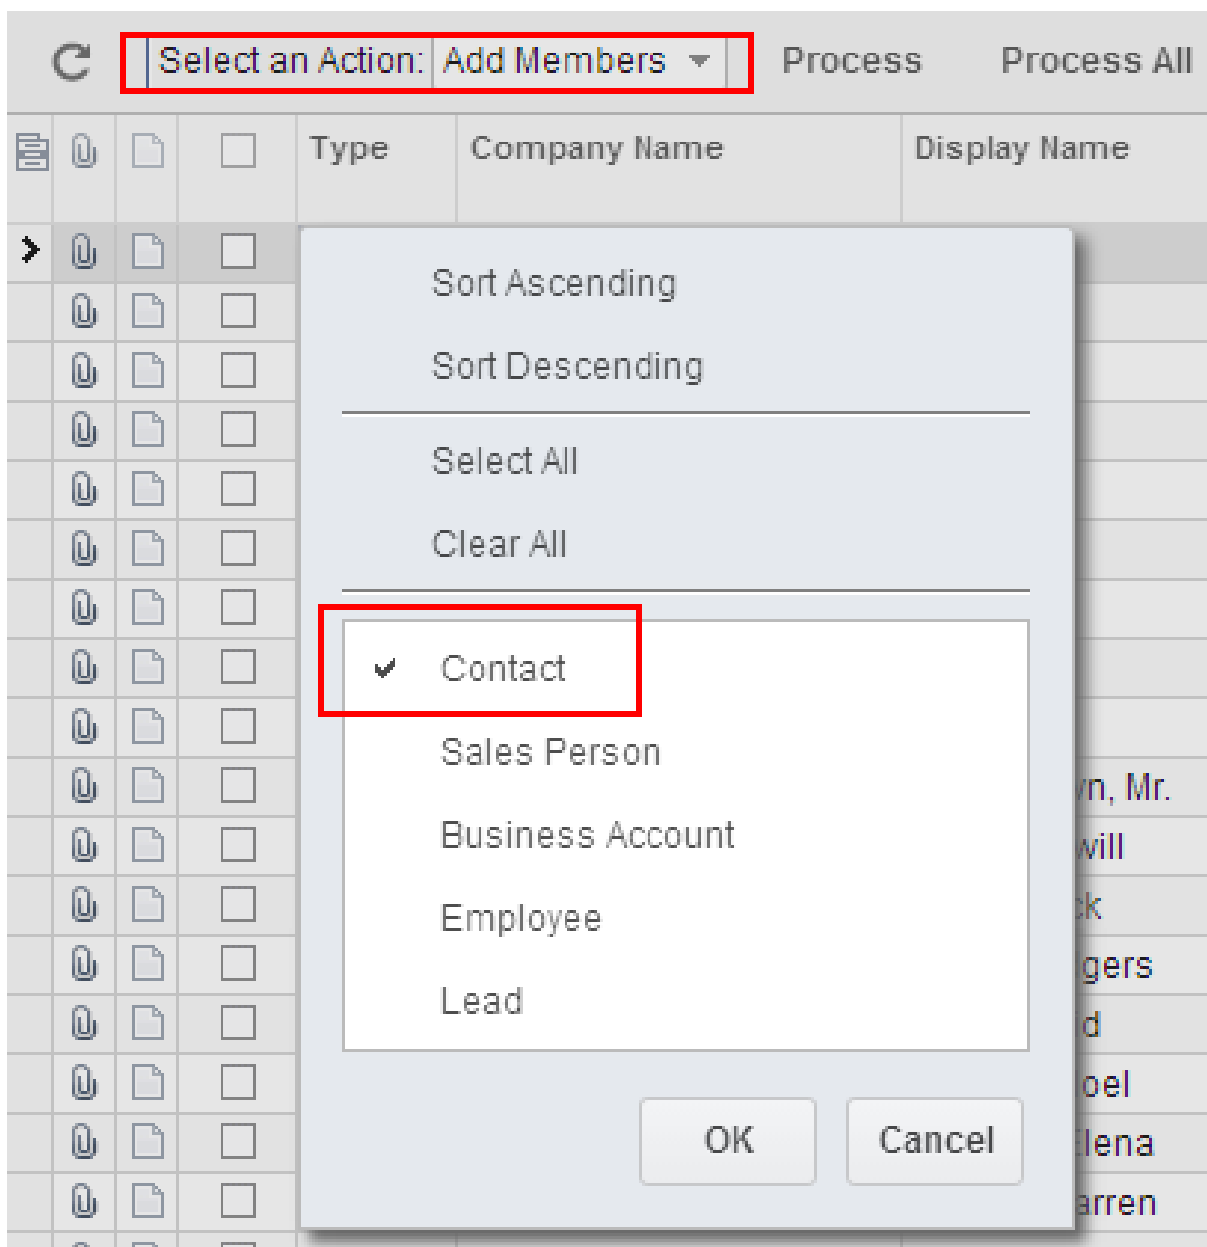 Select an Action: Add Members Process Process All
Type Company Name Display Name
Sort Ascending
Sort Descending
Select All
Clear All
Contact
Sales Person
Business Account
Employee
Lead
OK Cancel
Mr.